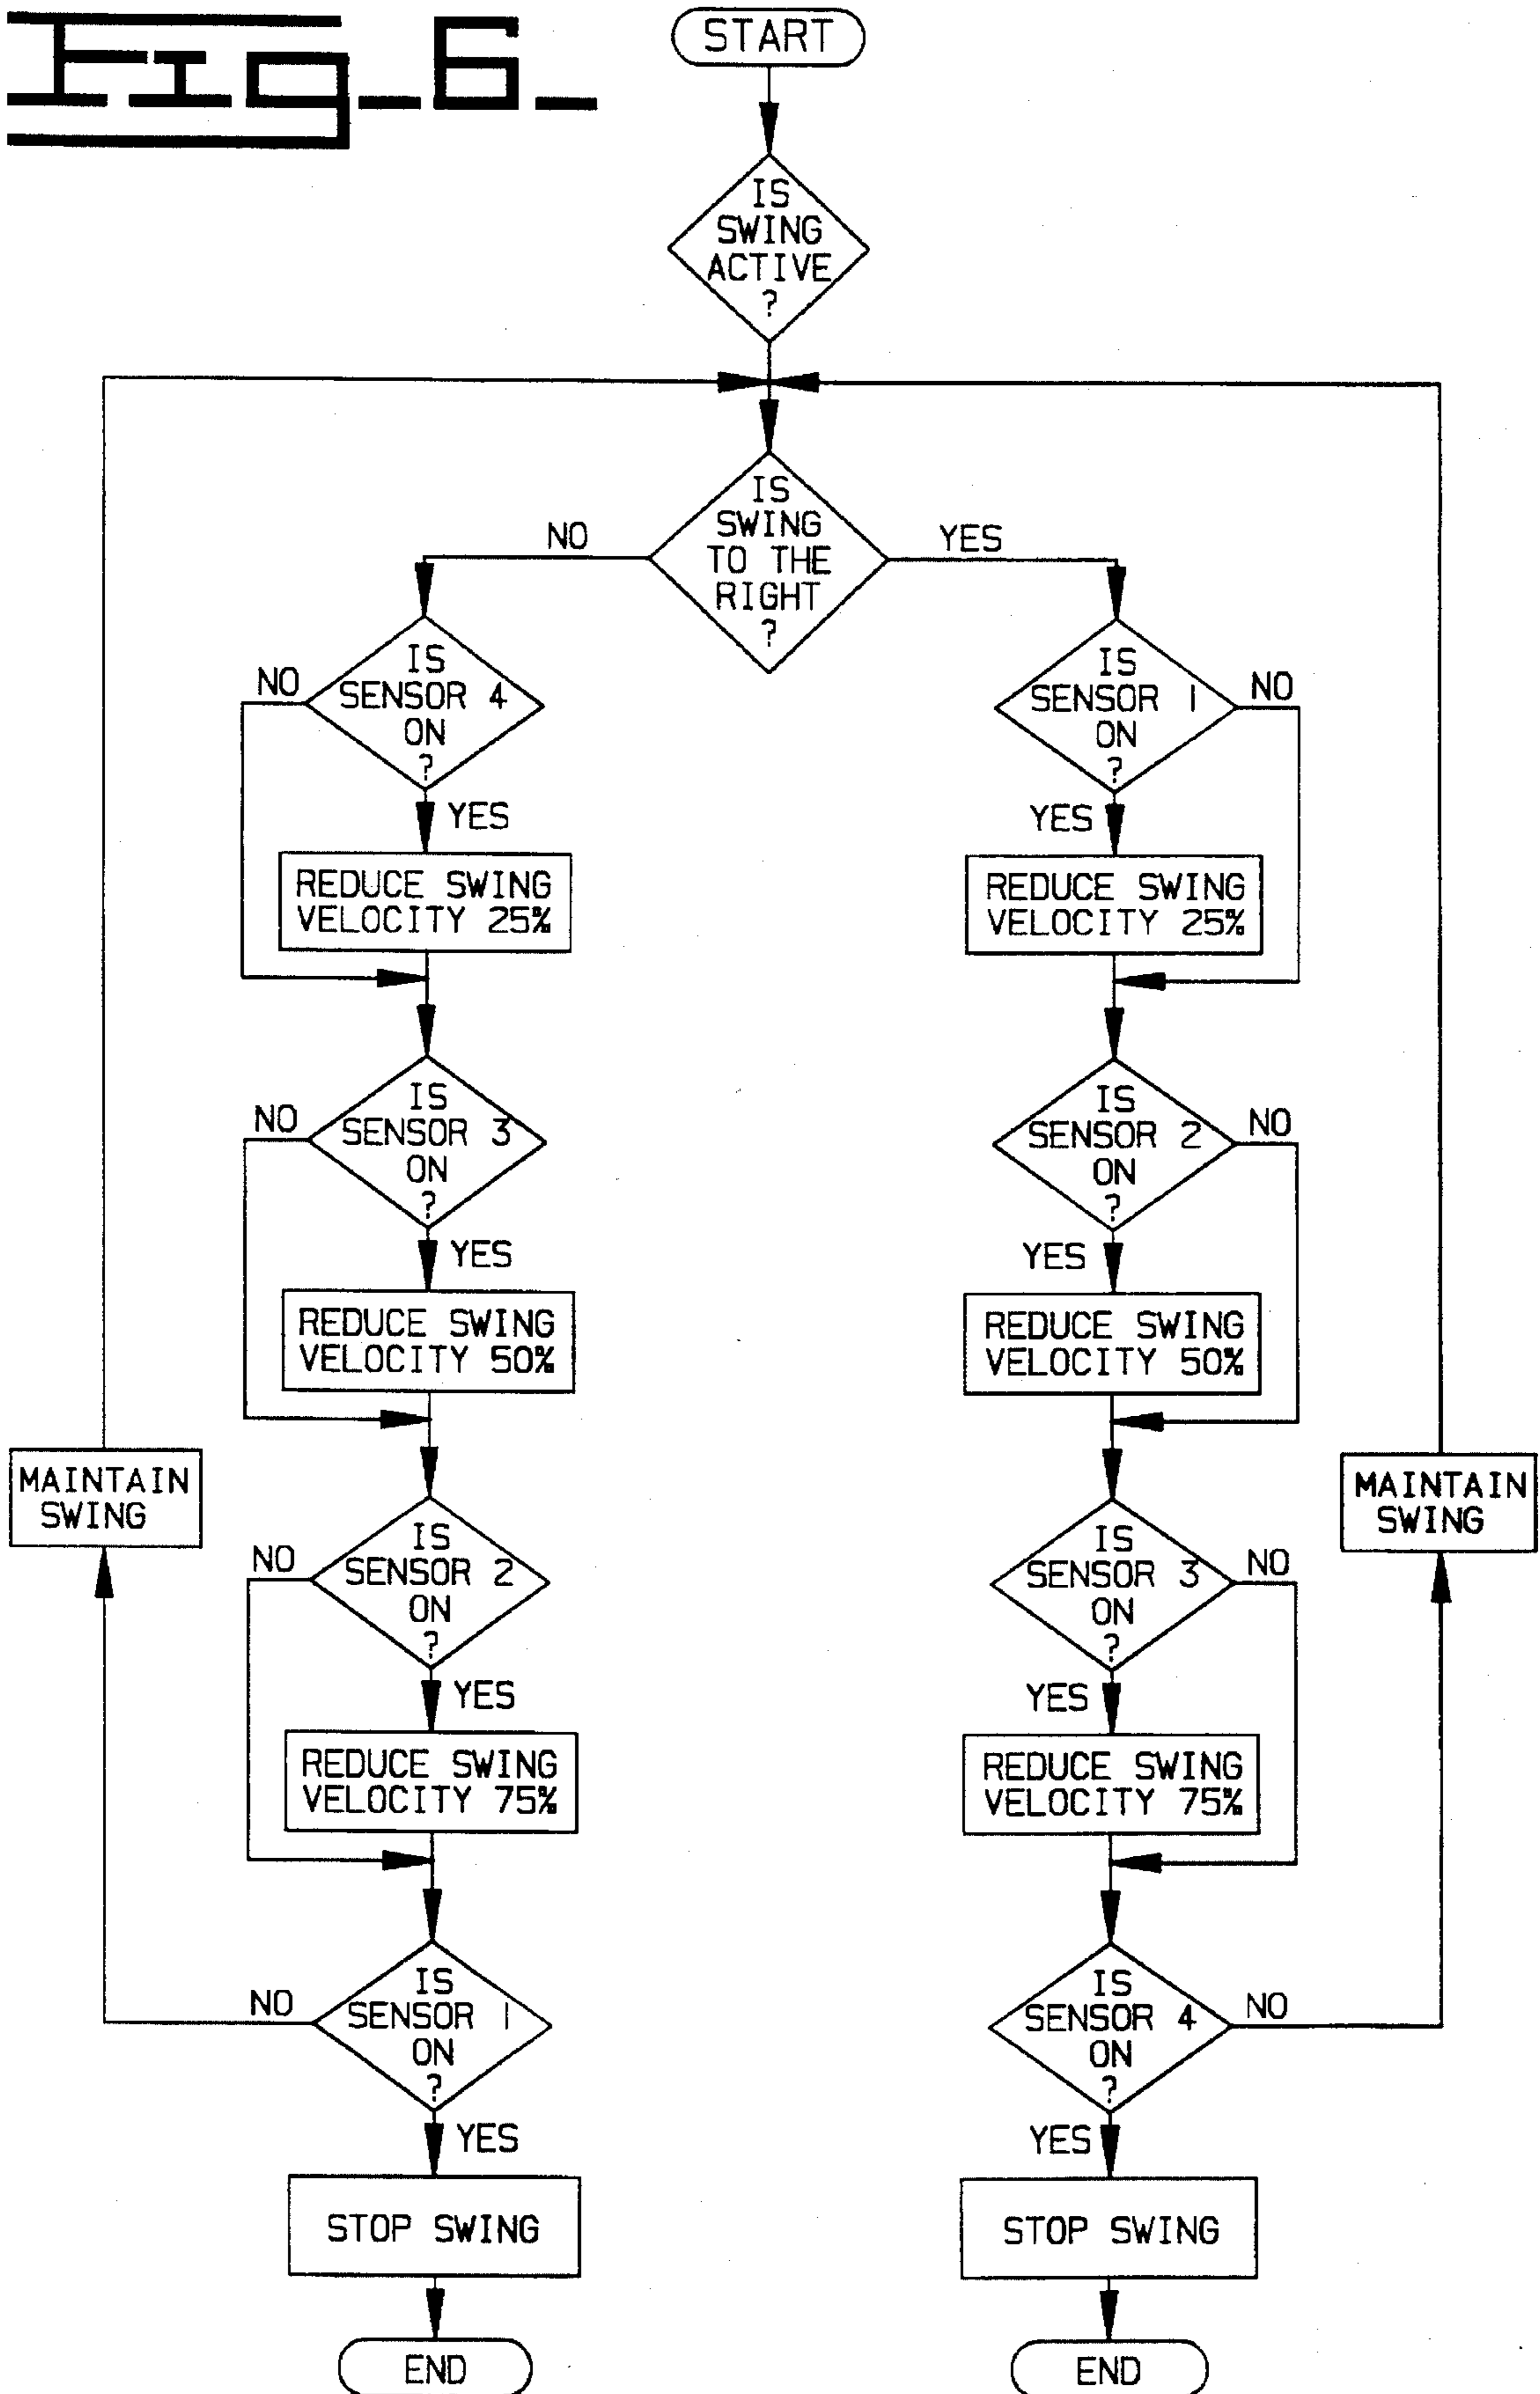 Fig_6_
START
IS
SWING
ACTIVE
?
IS
SWING
TO THE
RIGHT
?
NO
YES
IS
SENSOR 4
ON
?
NO
YES
REDUCE SWING
VELOCITY 25%
IS
SENSOR 3
ON
?
NO
YES
REDUCE SWING
VELOCITY 50%
MAINTAIN
SWING
IS
SENSOR 2
ON
?
NO
YES
REDUCE SWING
VELOCITY 75%
IS
SENSOR 1
ON
?
NO
YES
STOP SWING
END
IS
SENSOR 1
ON
?
NO
YES
REDUCE SWING
VELOCITY 25%
IS
SENSOR 2
ON
?
NO
YES
REDUCE SWING
VELOCITY 50%
IS
SENSOR 3
ON
?
NO
MAINTAIN
SWING
YES
REDUCE SWING
VELOCITY 75%
IS
SENSOR 4
ON
?
NO
YES
STOP SWING
END